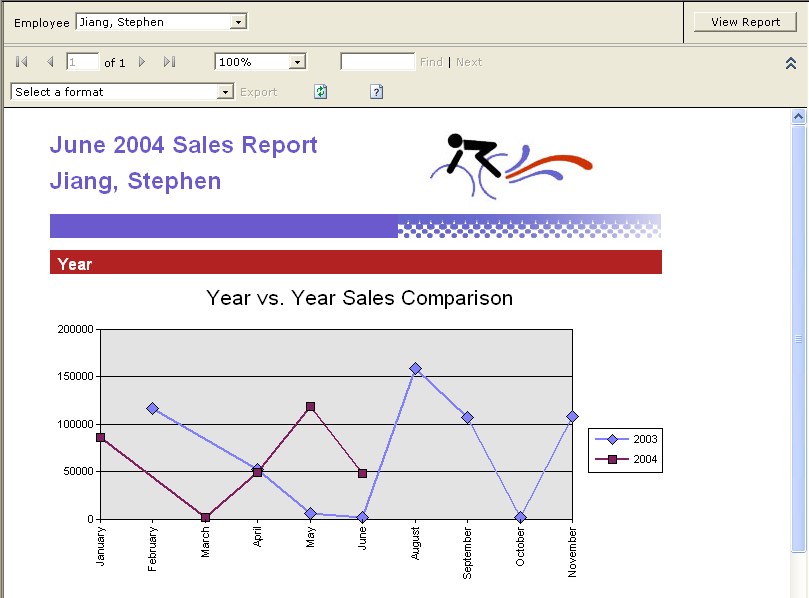 Employee Jiang, Stephen View Report
1 of 1 100% Find | Next
Select a format Export ?
June 2004 Sales Report
Jiang, Stephen
Year
Year vs. Year Sales Comparison
200000
150000
100000
50000
0
2003
2004
January
February
March
April
May
June
August
September
October
November